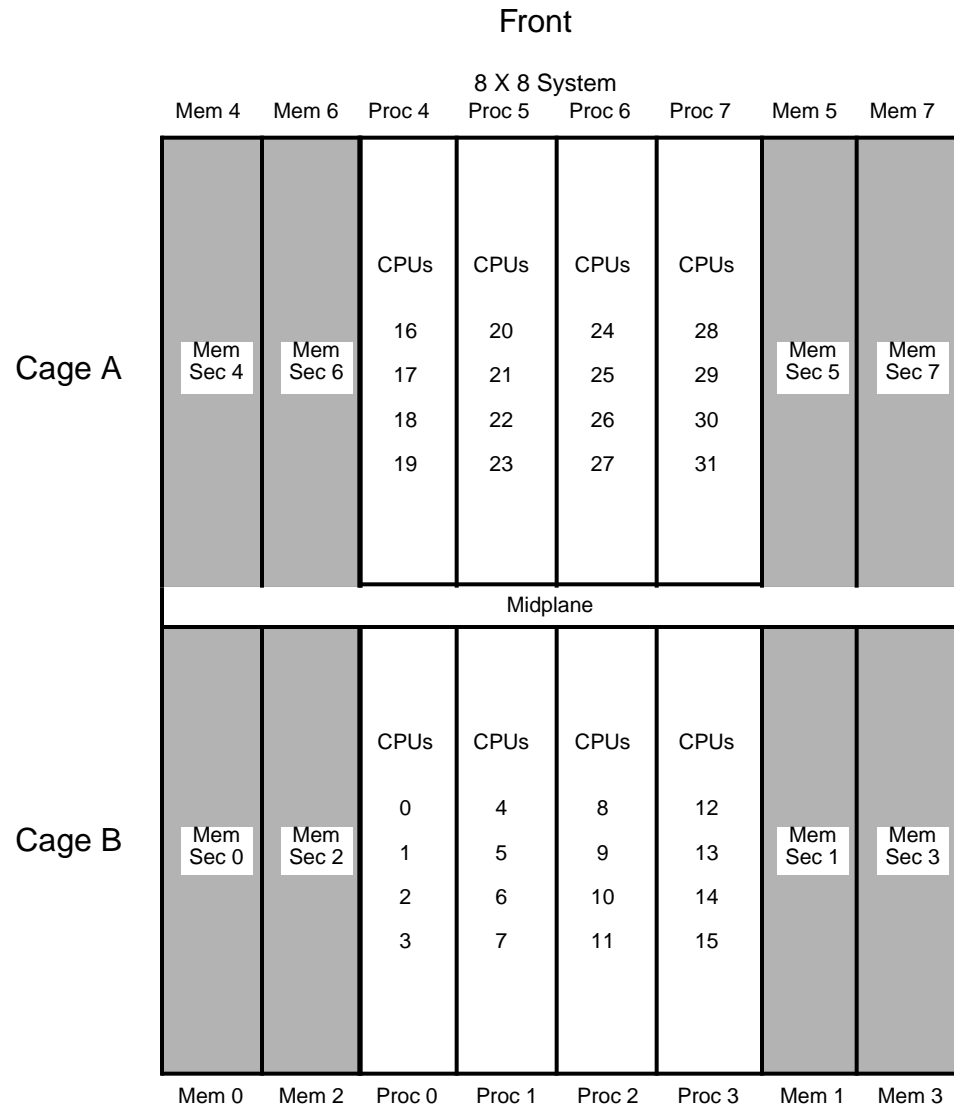 Front
8 X 8 System
Mem 4 Mem 6 Proc 4 Proc 5 Proc 6 Proc 7 Mem 5 Mem 7
CPUs CPUs CPUs CPUs
16 20 24 28
Cage A
Mem Mem Mem Mem
Sec 4 Sec 6 Sec 5 Sec 7
17 21 25 29
18 22 26 30
19 23 27 31
Midplane
CPUs CPUs CPUs CPUs
0 4 8 12
Cage B
Mem Mem Mem Mem
Sec 0 Sec 2 Sec 1 Sec 3
1 5 9 13
2 6 10 14
3 7 11 15
Mem 0 Mem 2 Proc 0 Proc 1 Proc 2 Proc 3 Mem 1 Mem 3